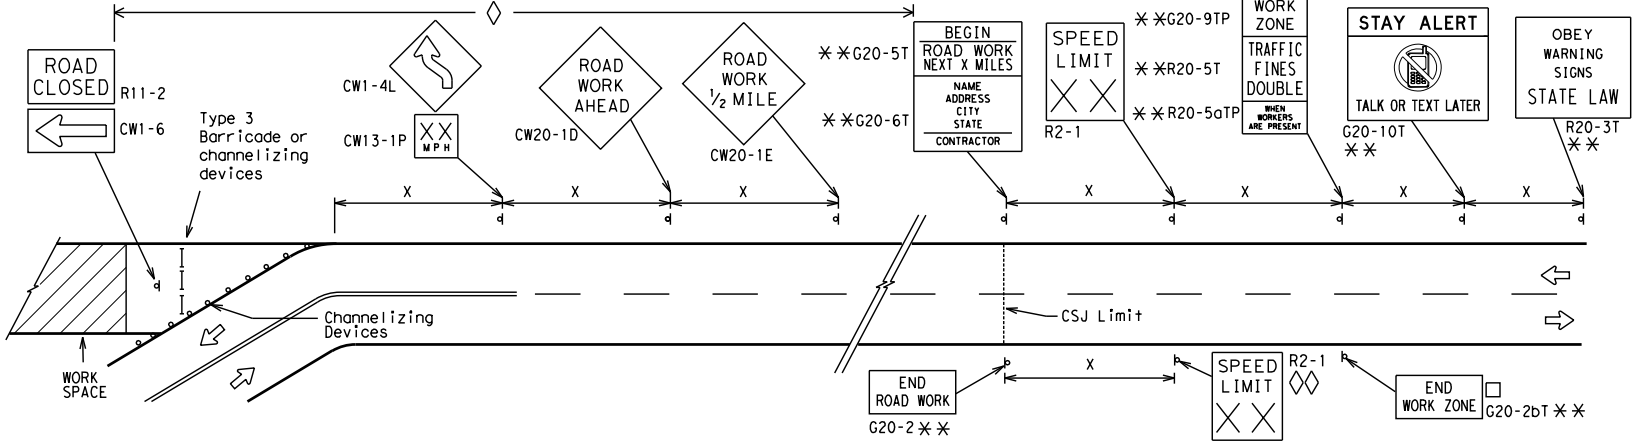 ROAD
CLOSED
R11-2
CW1-6
Type 3
Barricade or
channelizing
devices
CW1-4L
XX
MPH
CW13-1P
ROAD
WORK
AHEAD
CW20-1D
ROAD
WORK
1/2 MILE
CW20-1E
**G20-5T
**G20-6T
BEGIN
ROAD WORK
NEXT X MILES
NAME
ADDRESS
CITY
STATE
CONTRACTOR
SPEED
LIMIT
XX
R2-1
**G20-9TP
**R20-5T
**R20-5aTP
WORK
ZONE
TRAFFIC
FINES
DOUBLE
WHEN
WORKERS
ARE PRESENT
STAY ALERT
TALK OR TEXT LATER
G20-10T
**
OBEY
WARNING
SIGNS
STATE LAW
R20-3T
**
X
X
X
X
X
X
X
Channelizing
Devices
CSJ Limit
WORK
SPACE
X
END
ROAD WORK
G20-2 **
SPEED
LIMIT
XX
R2-1
END
WORK ZONE
G20-2bT **